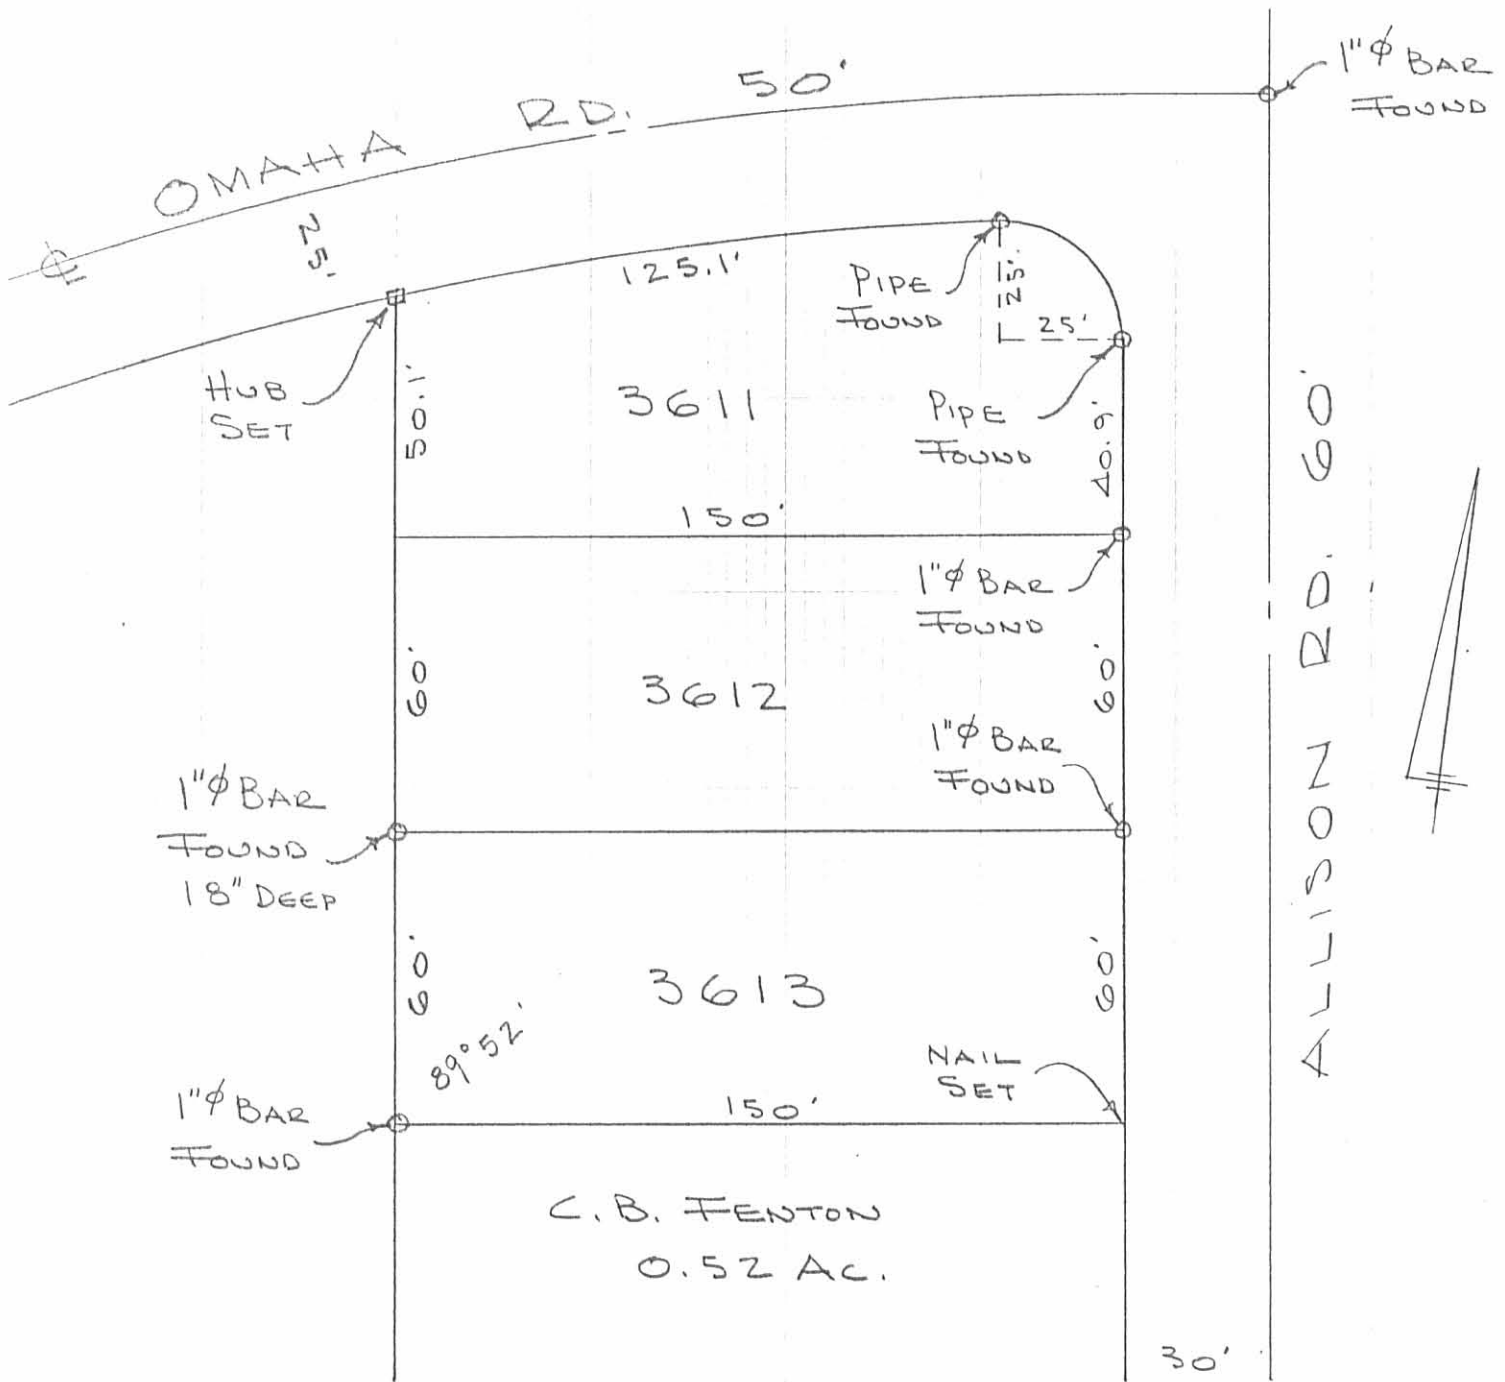 OMAHA RD. 50'
1"φ BAR
FOUND
℄
25'
125.1'
PIPE
FOUND
25'
25'
HUB
SET
50.1'
3611
PIPE
FOUND
40.9'
ALLISON RD. 60'
150'
1"φ BAR
FOUND
60'
3612
60'
1"φ BAR
FOUND
1"φ BAR
FOUND
18" DEEP
60'
3613
60'
89°52'
NAIL
SET
1"φ BAR
FOUND
150'
C. B. FENTON
0.52 AC.
30'